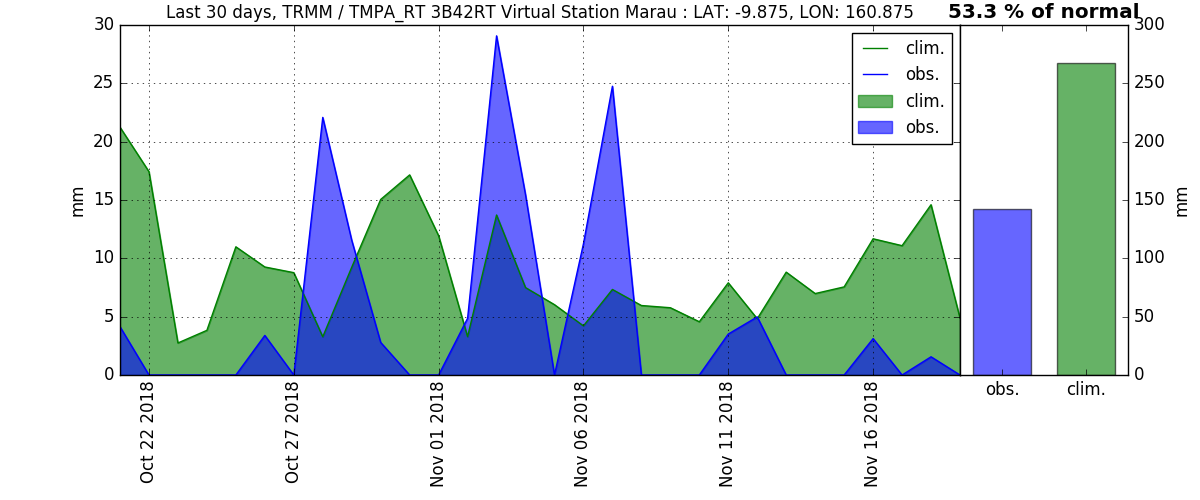 Last 30 days, TRMM / TMPA_RT 3B42RT Virtual Station Marau : LAT: -9.875, LON: 160.875
53.3 % of normal
30
25
20
15
10
5
0
mm
clim.
obs.
clim.
obs.
300
250
200
150
100
50
0
mm
Oct 22 2018
Oct 27 2018
Nov 01 2018
Nov 06 2018
Nov 11 2018
Nov 16 2018
obs.
clim.